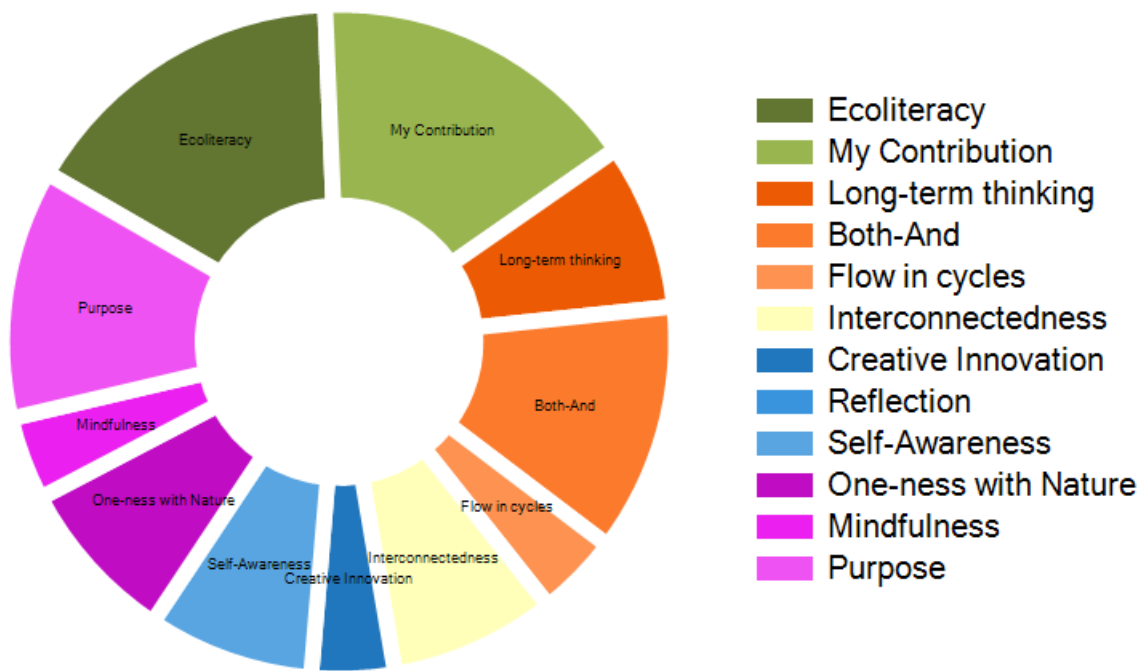 Ecoliteracy
My Contribution
Long-term thinking
Both-And
Flow in cycles
Interconnectedness
Creative Innovation
Self-Awareness
One-ness with Nature
Mindfulness
Purpose
Ecoliteracy
My Contribution
Long-term thinking
Both-And
Flow in cycles
Interconnectedness
Creative Innovation
Reflection
Self-Awareness
One-ness with Nature
Mindfulness
Purpose